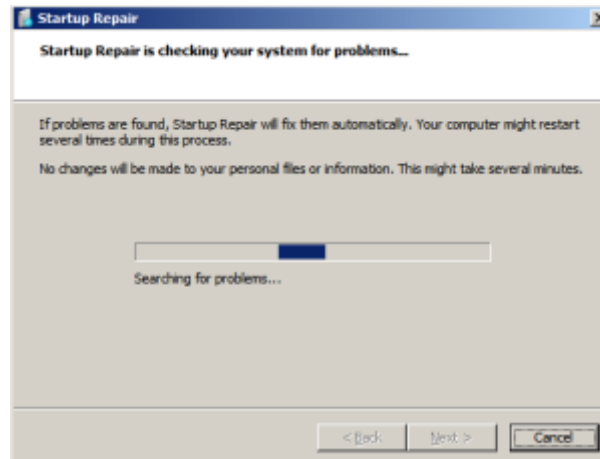 Startup Repair
Startup Repair is checking your system for problems...
If problems are found, Startup Repair will fix them automatically. Your computer might restart
several times during this process.
No changes will be made to your personal files or information. This might take several minutes.
Searching for problems...
< Back
Next >
Cancel